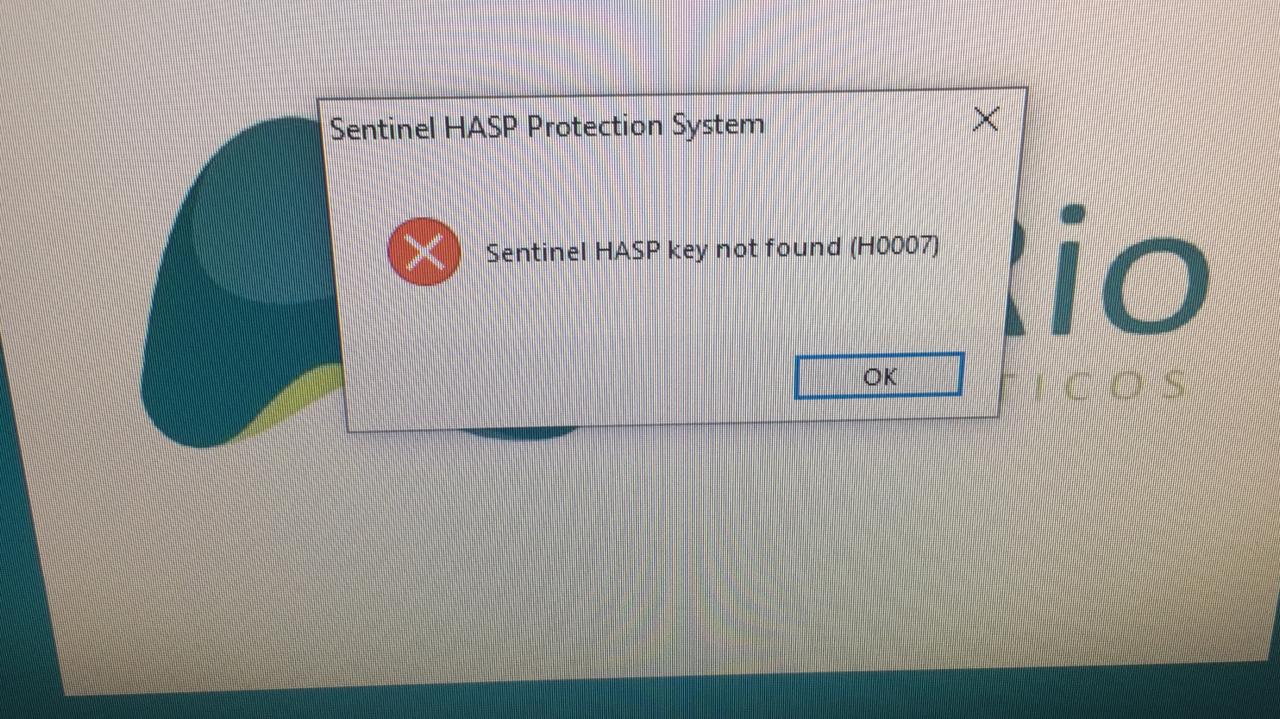 Sentinel HASP Protection System
Sentinel HASP key not found (H0007)
OK
Rio
TICOS